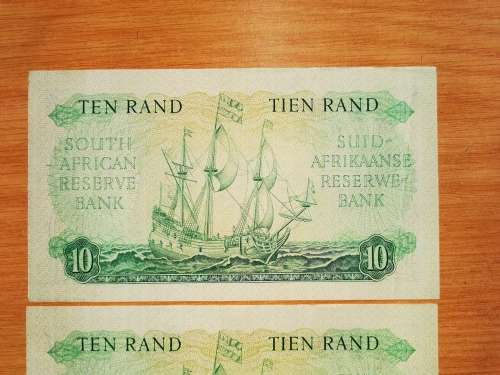 TEN RAND TIEN RAND
SOUTH
AFRICAN
RESERVE
BANK
SUID-
AFRIKAANSE
RESERWE-
BANK
10 10
TEN RAND TIEN RAND